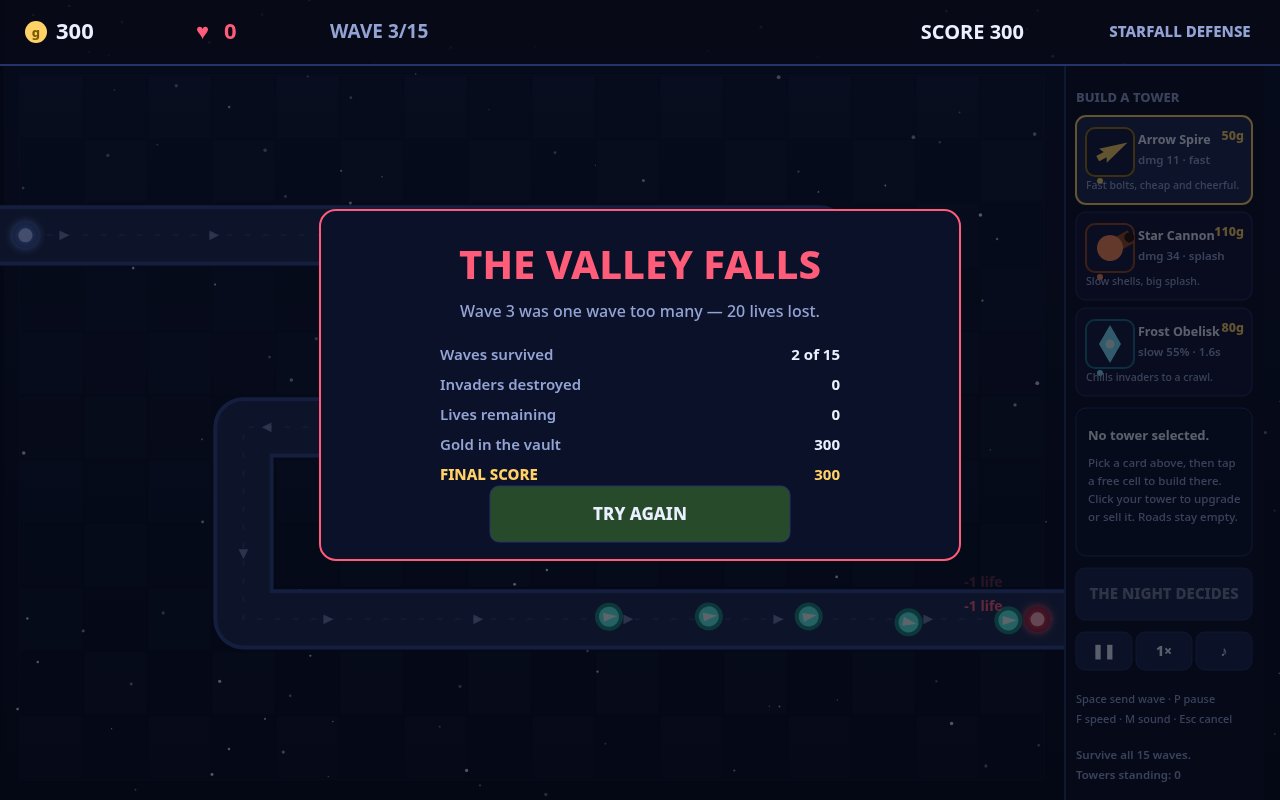 g 300 ♥ 0 WAVE 3/15 SCORE 300 STARFALL DEFENSE
BUILD A TOWER
Arrow Spire 50g
dmg 11 · fast
Fast bolts, cheap and cheerful.
Star Cannon 110g
dmg 34 · splash
Slow shells, big splash.
Frost Obelisk 80g
slow 55% · 1.6s
Chills invaders to a crawl.
No tower selected.
Pick a card above, then tap
a free cell to build there.
Click your tower to upgrade
or sell it. Roads stay empty.
THE NIGHT DECIDES
❚❚ 1× ♪
Space send wave · P pause
F speed · M sound · Esc cancel
Survive all 15 waves.
Towers standing: 0
THE VALLEY FALLS
Wave 3 was one wave too many — 20 lives lost.
Waves survived 2 of 15
Invaders destroyed 0
Lives remaining 0
Gold in the vault 300
FINAL SCORE 300
TRY AGAIN
-1 life
-1 life